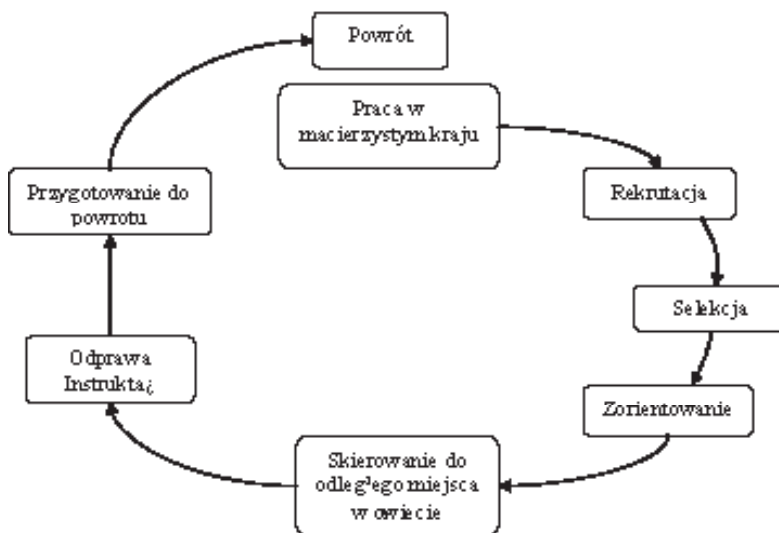 Powrót
Praca w
macierzystym kraju
Rekrutacja
Selekcja
Zorientowanie
Skierowanie do
odleg³ego miejsca
w owiecie
Odprawa
Instrukta¿
Przygotowanie do
powrotu